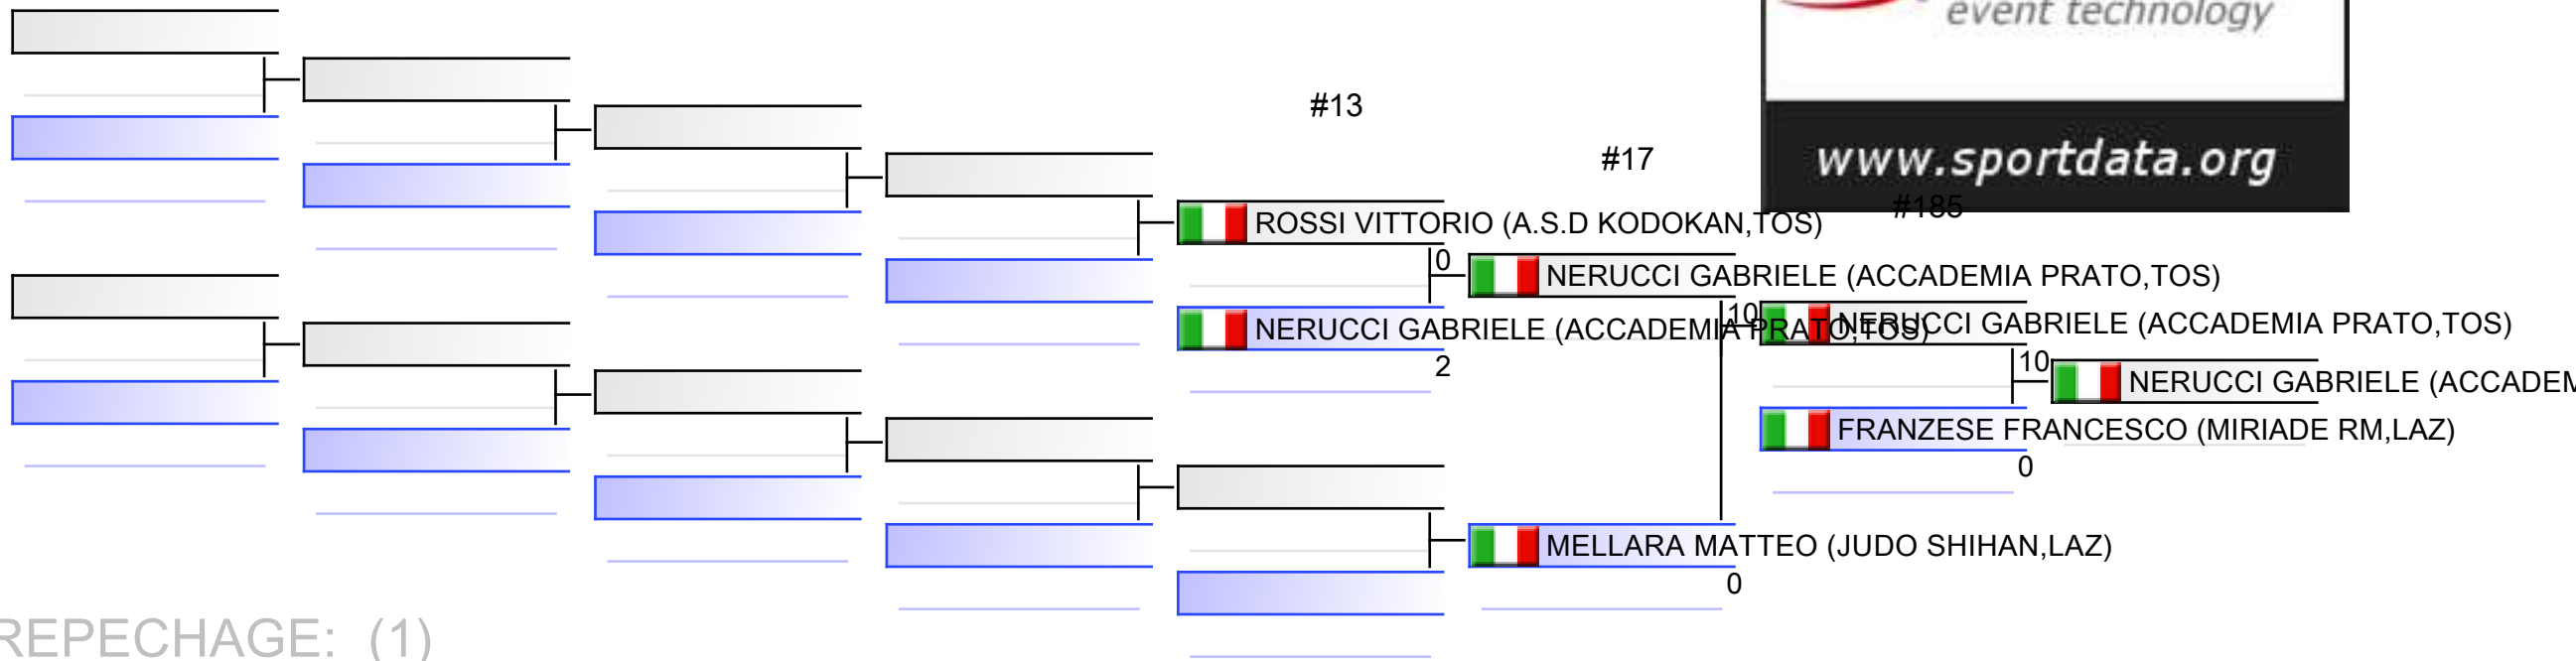 event technology
www.sportdata.org
#13
#17
#185
ROSSI VITTORIO (A.S.D KODOKAN,TOS)
0
NERUCCI GABRIELE (ACCADEMIA PRATO,TOS)
NERUCCI GABRIELE (ACCADEMIA PRATO,TOS)
2
10
NERUCCI GABRIELE (ACCADEMIA PRATO,TOS)
10
NERUCCI GABRIELE (ACCADEM
FRANZESE FRANCESCO (MIRIADE RM,LAZ)
0
MELLARA MATTEO (JUDO SHIHAN,LAZ)
0
REPECHAGE: (1)